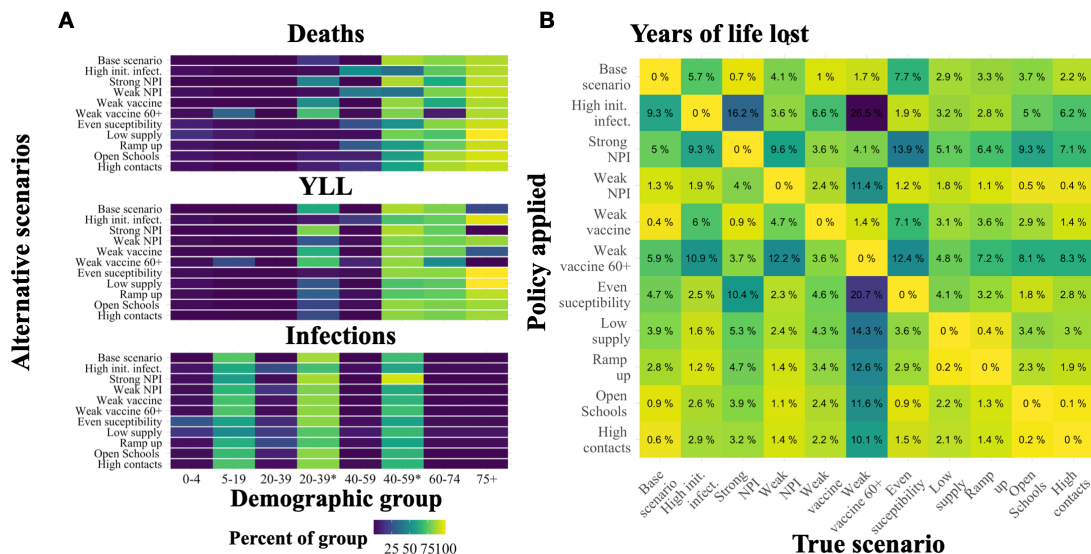 A
Deaths
Base scenario
High init. infect.
Strong NPI
Weak NPI
Weak vaccine
Weak vaccine 60+
Even suceptibility
Low supply
Ramp up
Open Schools
High contacts
YLL
Base scenario
High init. infect.
Strong NPI
Weak NPI
Weak vaccine
Weak vaccine 60+
Even suceptibility
Low supply
Ramp up
Open Schools
High contacts
Infections
Base scenario
High init. infect.
Strong NPI
Weak NPI
Weak vaccine
Weak vaccine 60+
Even suceptibility
Low supply
Ramp up
Open Schools
High contacts
0-4 5-19 20-39 20-39* 40-59 40-59* 60-74 75+
Demographic group
Percent of group
25 50 75 100
Alternative scenarios
B
Years of life lost
Policy applied
Base
scenario
0 % 5.7 % 0.7 % 4.1 % 1 % 1.7 % 7.7 % 2.9 % 3.3 % 3.7 % 2.2 %
High init.
infect.
9.3 % 0 % 16.2 % 3.6 % 6.6 % 26.5 % 1.9 % 3.2 % 2.8 % 5 % 6.2 %
Strong
NPI
5 % 9.3 % 0 % 9.6 % 3.6 % 4.1 % 13.9 % 5.1 % 6.4 % 9.3 % 7.1 %
Weak
NPI
1.3 % 1.9 % 4 % 0 % 2.4 % 11.4 % 1.2 % 1.8 % 1.1 % 0.5 % 0.4 %
Weak
vaccine
0.4 % 6 % 0.9 % 4.7 % 0 % 1.4 % 7.1 % 3.1 % 3.6 % 2.9 % 1.4 %
Weak
vaccine 60+
5.9 % 10.9 % 3.7 % 12.2 % 3.6 % 0 % 12.4 % 4.8 % 7.2 % 8.1 % 8.3 %
Even
suceptibility
4.7 % 2.5 % 10.4 % 2.3 % 4.6 % 20.7 % 0 % 4.1 % 3.2 % 1.8 % 2.8 %
Low
supply
3.9 % 1.6 % 5.3 % 2.4 % 4.3 % 14.3 % 3.6 % 0 % 0.4 % 3.4 % 3 %
Ramp
up
2.8 % 1.2 % 4.7 % 1.4 % 3.4 % 12.6 % 2.9 % 0.2 % 0 % 2.3 % 1.9 %
Open
Schools
0.9 % 2.6 % 3.9 % 1.1 % 2.4 % 11.6 % 0.9 % 2.2 % 1.3 % 0 % 0.1 %
High
contacts
0.6 % 2.9 % 3.2 % 1.4 % 2.2 % 10.1 % 1.5 % 2.1 % 1.4 % 0.2 % 0 %
Base
scenario
High init.
infect.
Strong
NPI
Weak
NPI
Weak
vaccine
Weak
vaccine 60+
Even
suceptibility
Low
supply
Ramp
up
Open
Schools
High
contacts
True scenario